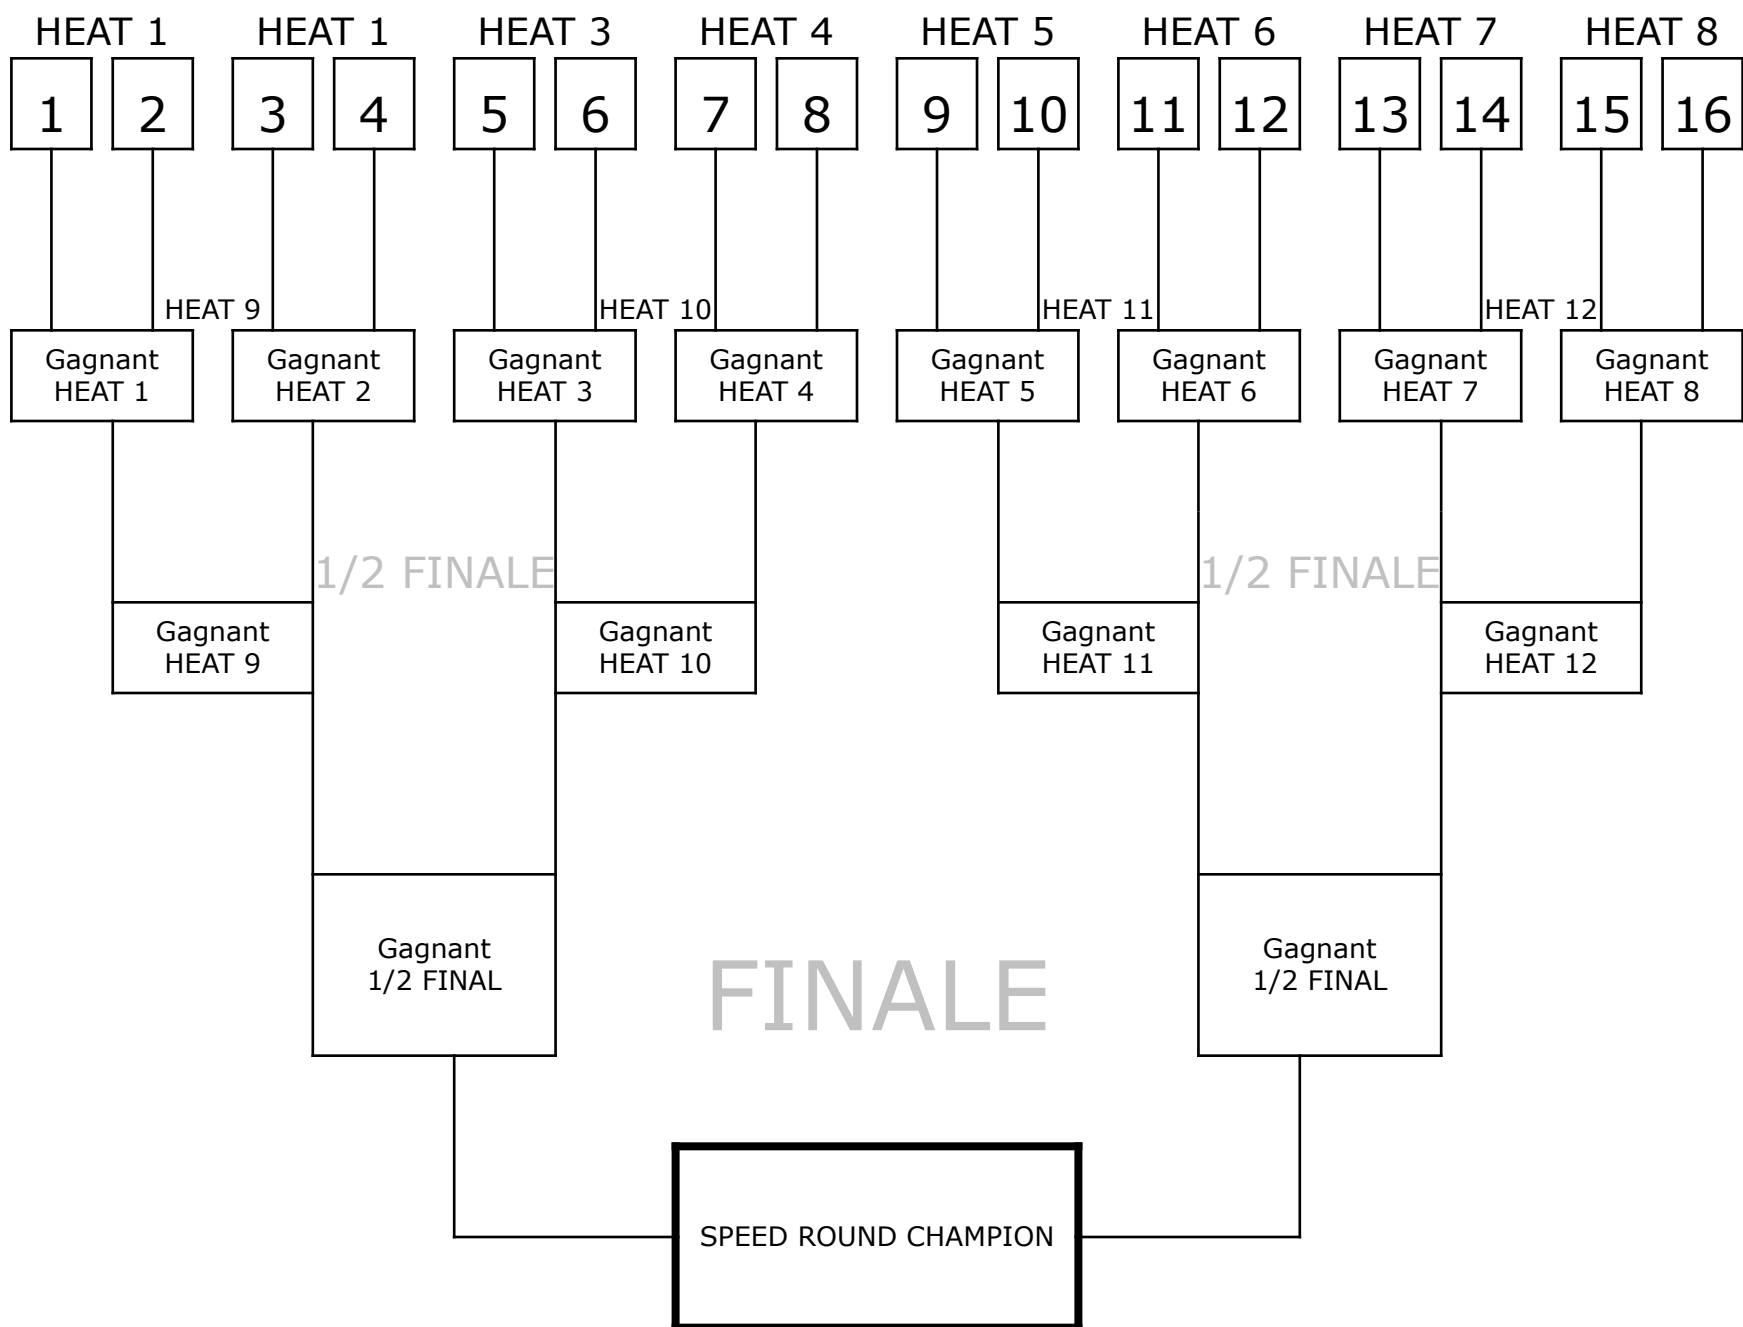 HEAT 1 HEAT 1 HEAT 3 HEAT 4 HEAT 5 HEAT 6 HEAT 7 HEAT 8
1 2 3 4 5 6 7 8 9 10 11 12 13 14 15 16
HEAT 9 HEAT 10 HEAT 11 HEAT 12
Gagnant Gagnant Gagnant Gagnant Gagnant Gagnant Gagnant Gagnant
HEAT 1 HEAT 2 HEAT 3 HEAT 4 HEAT 5 HEAT 6 HEAT 7 HEAT 8
1/2 FINALE 1/2 FINALE
Gagnant Gagnant Gagnant Gagnant
HEAT 9 HEAT 10 HEAT 11 HEAT 12
Gagnant Gagnant
1/2 FINAL 1/2 FINAL
FINALE
SPEED ROUND CHAMPION